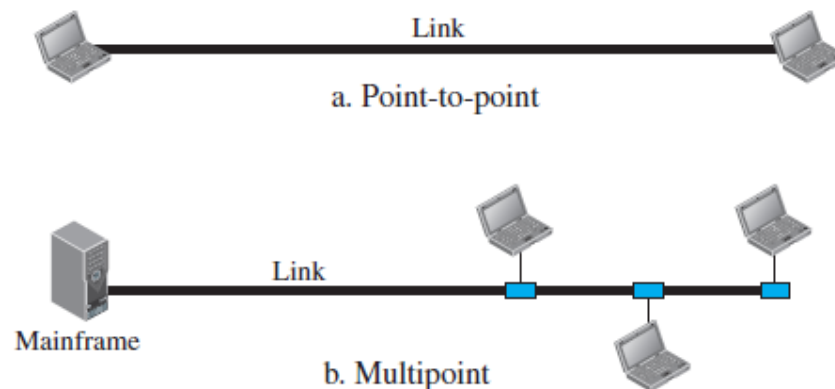 Link
a. Point-to-point
Link
Mainframe
b. Multipoint